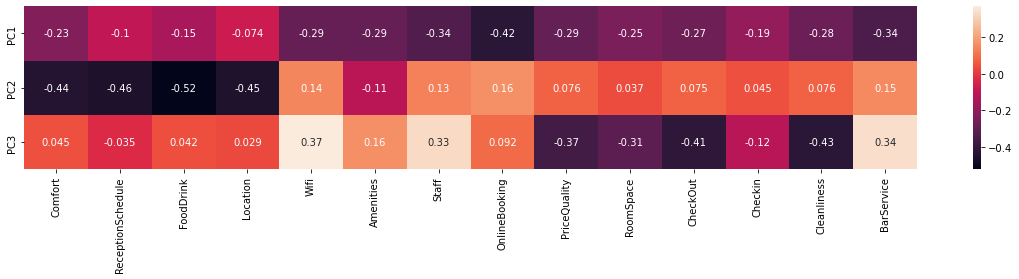 PC1 -0.23 -0.1 -0.15 -0.074 -0.29 -0.29 -0.34 -0.42 -0.29 -0.25 -0.27 -0.19 -0.28 -0.34
PC2 -0.44 -0.46 -0.52 -0.45 0.14 -0.11 0.13 0.16 0.076 0.037 0.075 0.045 0.076 0.15
PC3 0.045 -0.035 0.042 0.029 0.37 0.16 0.33 0.092 -0.37 -0.31 -0.41 -0.12 -0.43 0.34
Comfort
ReceptionSchedule
FoodDrink
Location
Wifi
Amenities
Staff
OnlineBooking
PriceQuality
RoomSpace
CheckOut
Checkin
Cleanliness
BarService
0.2
0.0
−0.2
−0.4